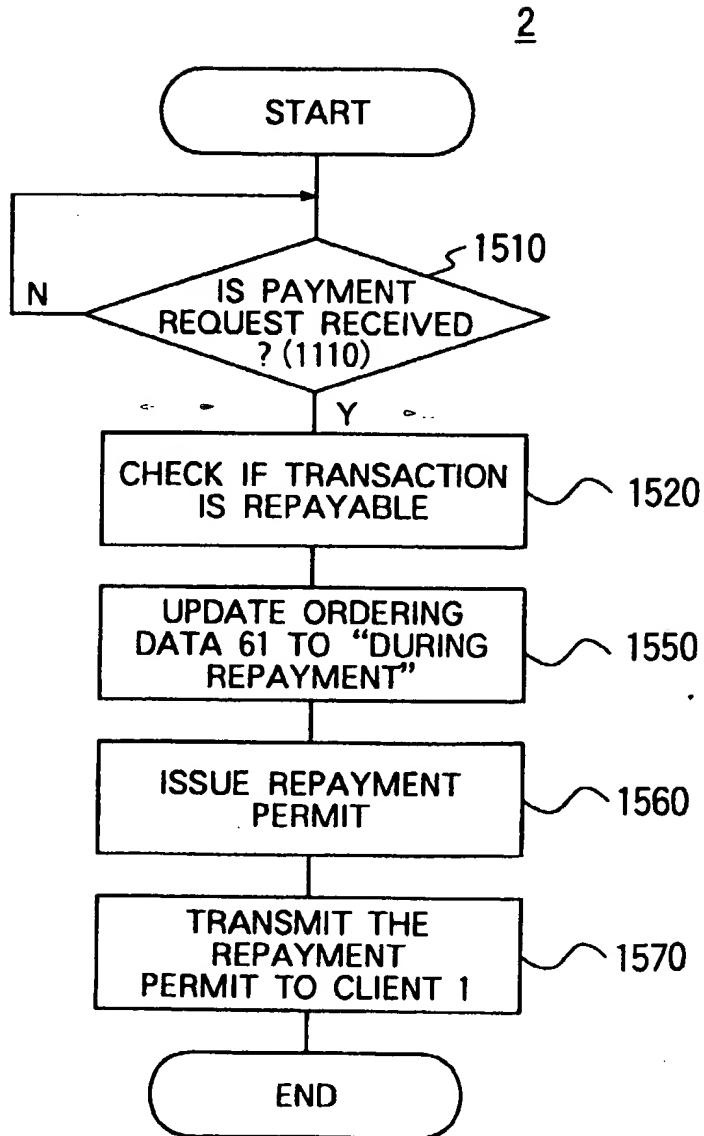 2
START
1510
N
IS PAYMENT
REQUEST RECEIVED
? (1110)
Y
CHECK IF TRANSACTION
IS REPAYABLE
1520
UPDATE ORDERING
DATA 61 TO “DURING
REPAYMENT”
1550
ISSUE REPAYMENT
PERMIT
1560
TRANSMIT THE
REPAYMENT
PERMIT TO CLIENT 1
1570
END